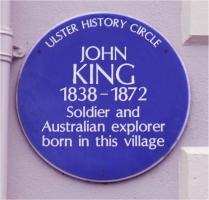 ULSTER HISTORY CIRCLE
JOHN
KING
1838 - 1872
Soldier and
Australian explorer
born in this village